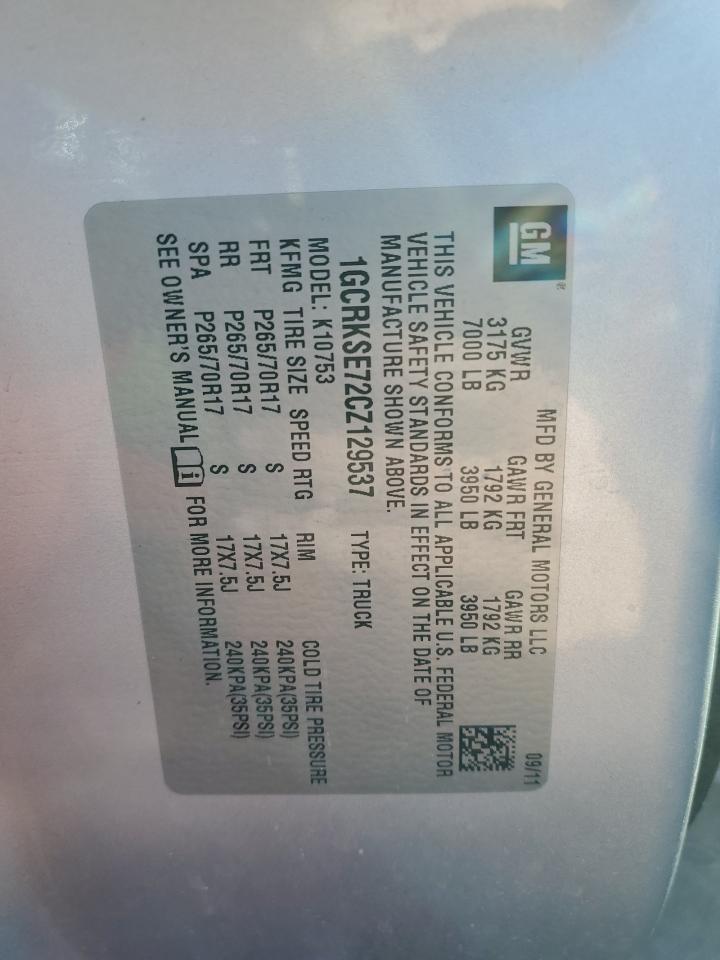 GM®
MFD BY GENERAL MOTORS LLC 09/11
GVWR GAWR FRT GAWR RR
3175 KG 1792 KG 1792 KG
7000 LB 3950 LB 3950 LB
THIS VEHICLE CONFORMS TO ALL APPLICABLE U.S. FEDERAL MOTOR
VEHICLE SAFETY STANDARDS IN EFFECT ON THE DATE OF
MANUFACTURE SHOWN ABOVE.
1GCRKSE72CZ129537 TYPE: TRUCK
MODEL: K10753
KFMG TIRE SIZE SPEED RTG RIM COLD TIRE PRESSURE
FRT P265/70R17 S 17X7.5J 240KPA(35PSI)
RR P265/70R17 S 17X7.5J 240KPA(35PSI)
SPA P265/70R17 S 17X7.5J 240KPA(35PSI)
SEE OWNER'S MANUAL i FOR MORE INFORMATION.